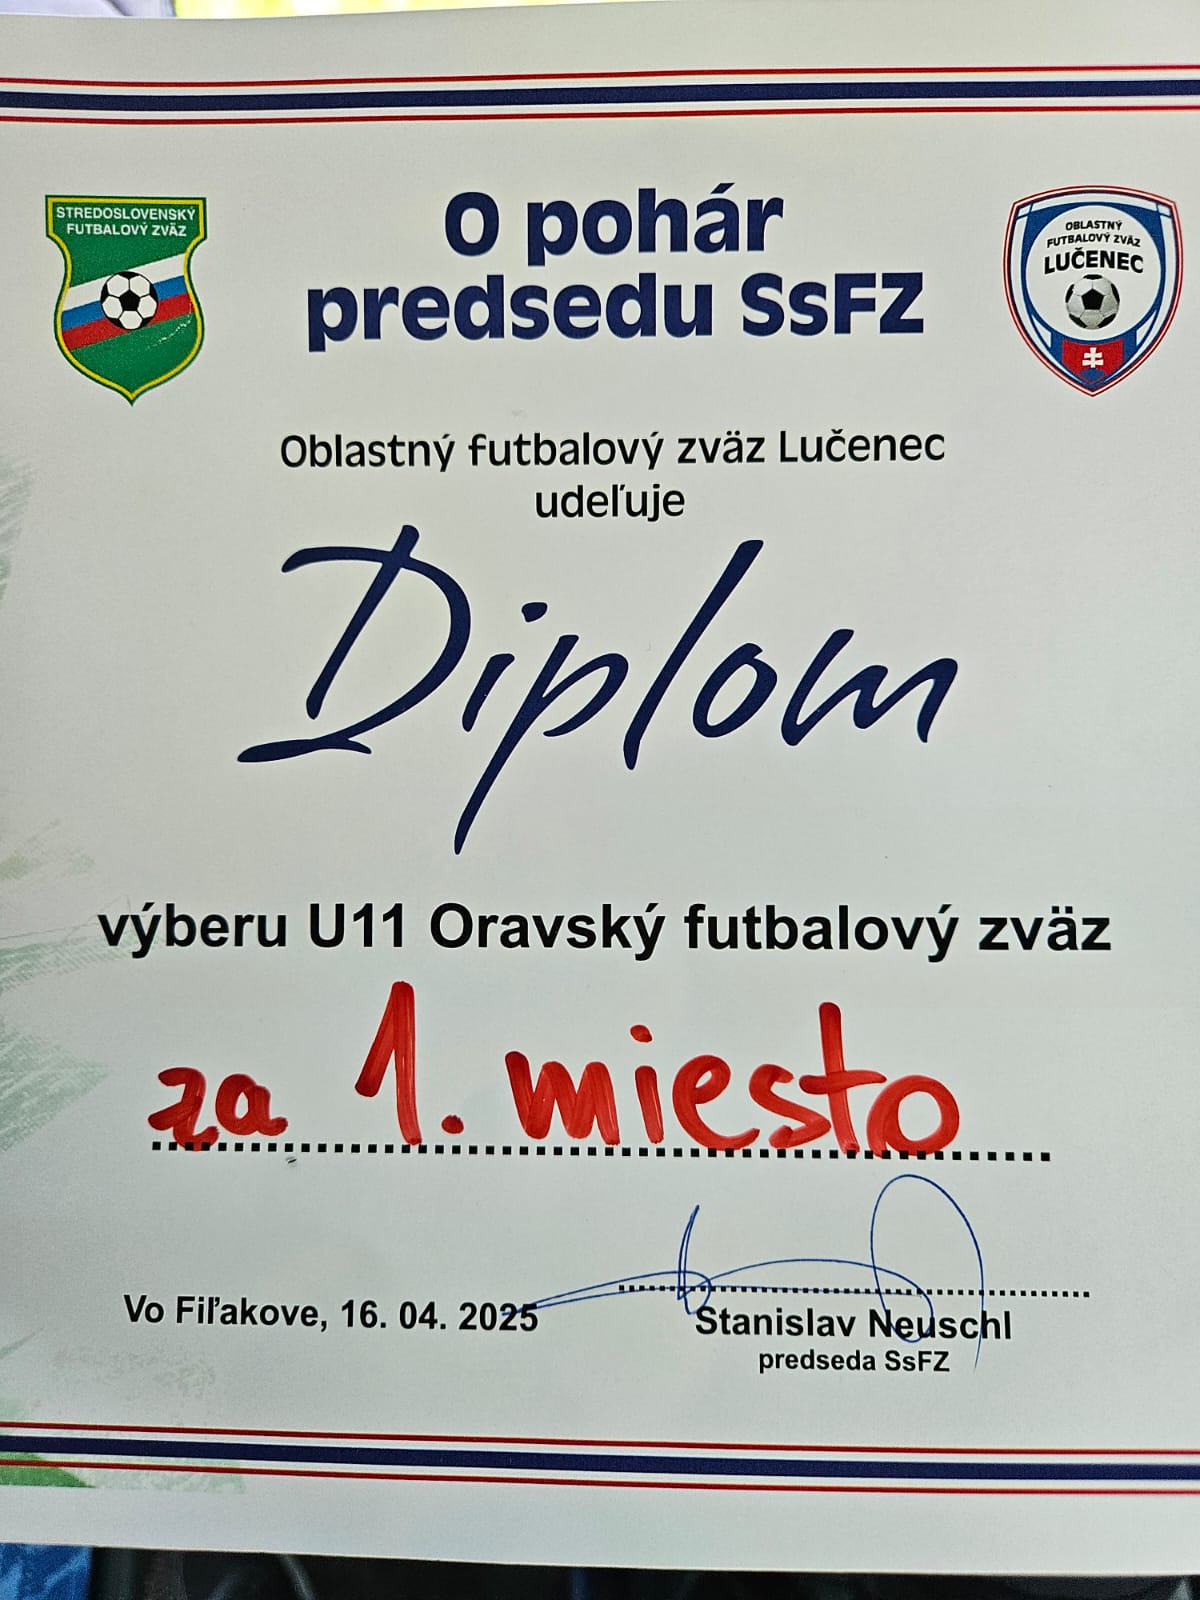 STREDOSLOVENSKÝ
FUTBALOVÝ ZVÄZ
O pohár
predsedu SsFZ
OBLASTNÝ
FUTBALOVÝ ZVÄZ
LUČENEC
Oblastný futbalový zväz Lučenec
udeľuje
Diplom
výberu U11 Oravský futbalový zväz
za 1. miesto
Vo Fiľakove, 16. 04. 2025
Stanislav Neuschl
predseda SsFZ